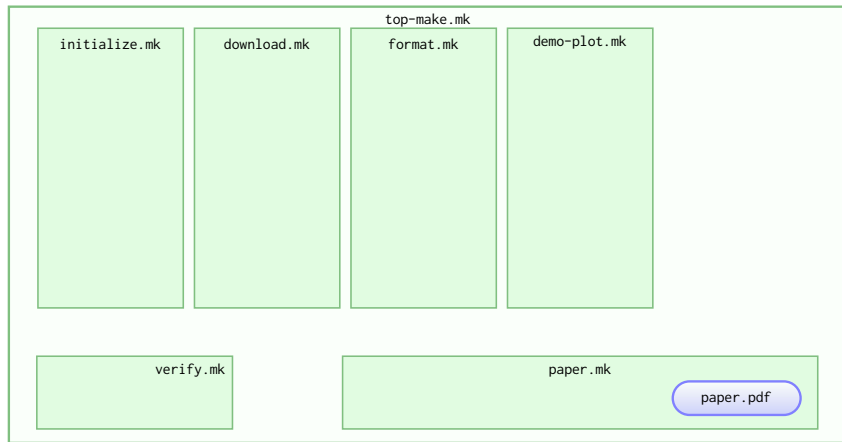 top-make.mk
initialize.mk
download.mk
format.mk
demo-plot.mk
verify.mk
paper.mk
paper.pdf